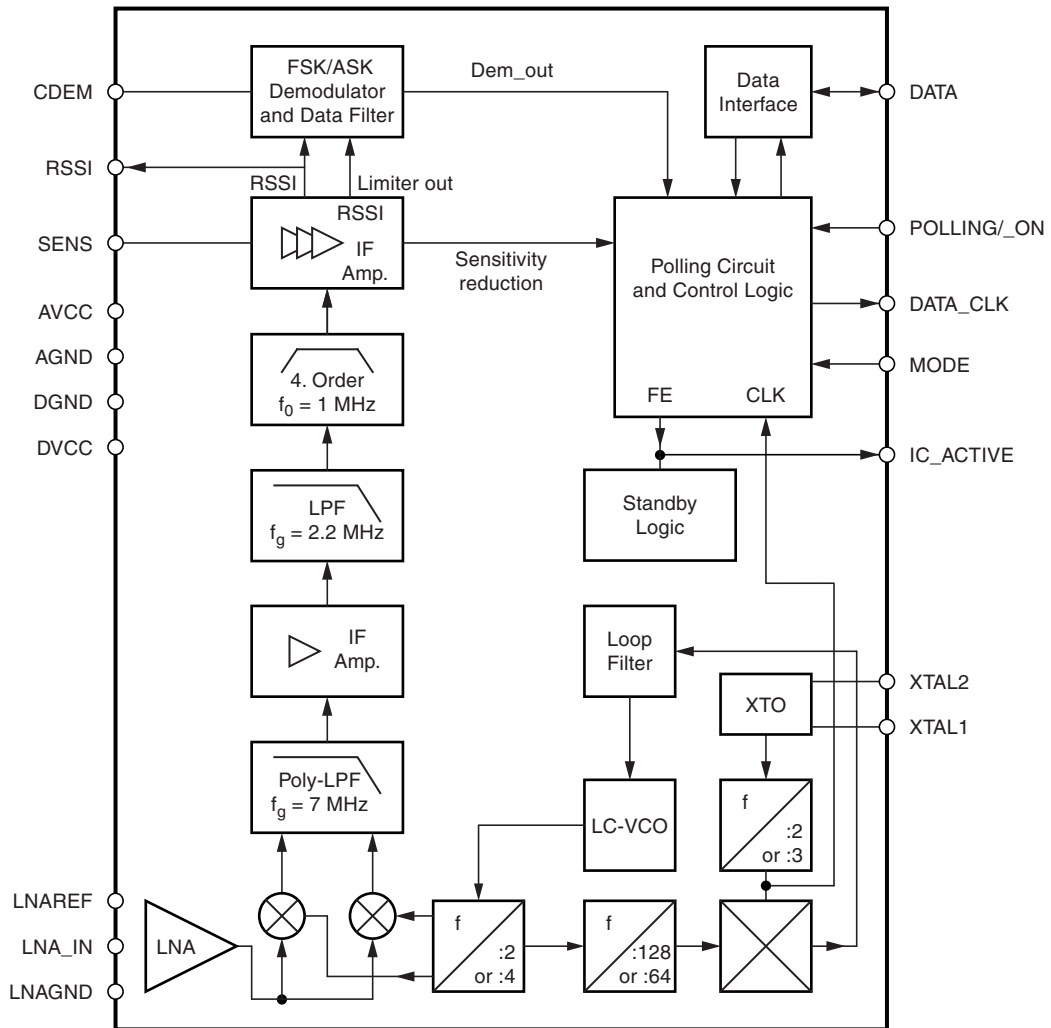 CDEM
FSK/ASK
Demodulator
and Data Filter
Dem_out
Data
Interface
DATA
RSSI
RSSI
Limiter out
SENS
RSSI
IF
Amp.
Sensitivity
reduction
Polling Circuit
and Control Logic
FE
CLK
POLLING/_ON
DATA_CLK
MODE
IC_ACTIVE
AVCC
AGND
DGND
DVCC
4. Order
f0 = 1 MHz
LPF
fg = 2.2 MHz
Standby
Logic
IF
Amp.
Loop
Filter
XTO
XTAL2
XTAL1
Poly-LPF
fg = 7 MHz
LC-VCO
f
:2
or :3
LNAREF
LNA_IN
LNAGND
LNA
f
:2
or :4
f
:128
or :64